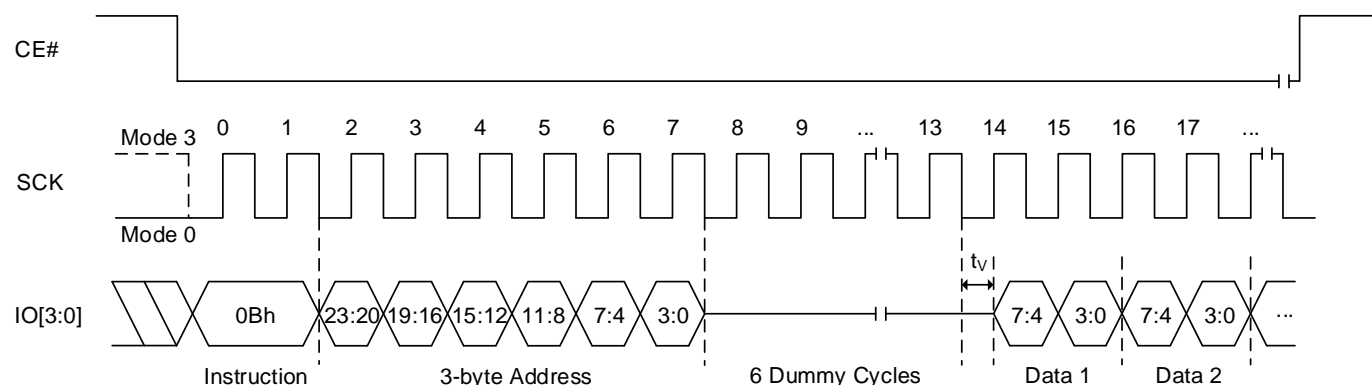 CE#
0 1 2 3 4 5 6 7 8 9 ... 13 14 15 16 17 ...
Mode 3
SCK
Mode 0
tV
IO[3:0] 0Bh 23:20 19:16 15:12 11:8 7:4 3:0 7:4 3:0 7:4 3:0 ...
Instruction 3-byte Address 6 Dummy Cycles Data 1 Data 2